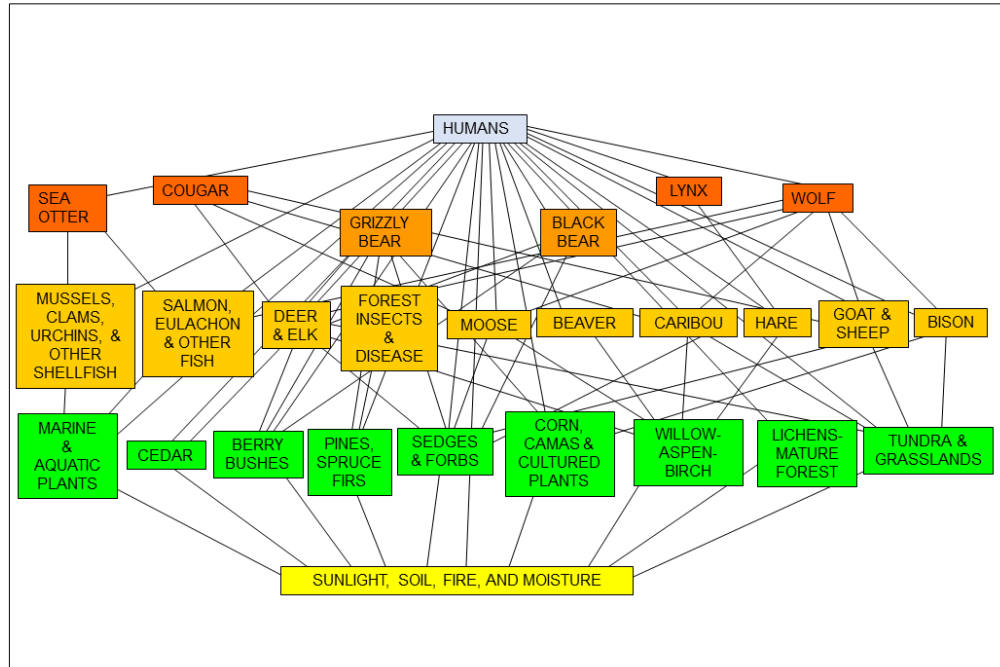 HUMANS
SEA
OTTER
COUGAR
LYNX
WOLF
GRIZZLY
BEAR
BLACK
BEAR
MUSSELS,
CLAMS,
URCHINS, &
OTHER
SHELLFISH
SALMON,
EULACHON
& OTHER
FISH
DEER
& ELK
FOREST
INSECTS
&
DISEASE
MOOSE
BEAVER
CARIBOU
HARE
GOAT &
SHEEP
BISON
MARINE
&
AQUATIC
PLANTS
CEDAR
BERRY
BUSHES
PINES,
SPRUCE
FIRS
SEDGES
& FORBS
CORN,
CAMAS &
CULTURED
PLANTS
WILLOW-
ASPEN-
BIRCH
LICHENS-
MATURE
FOREST
TUNDRA &
GRASSLANDS
SUNLIGHT, SOIL, FIRE, AND MOISTURE